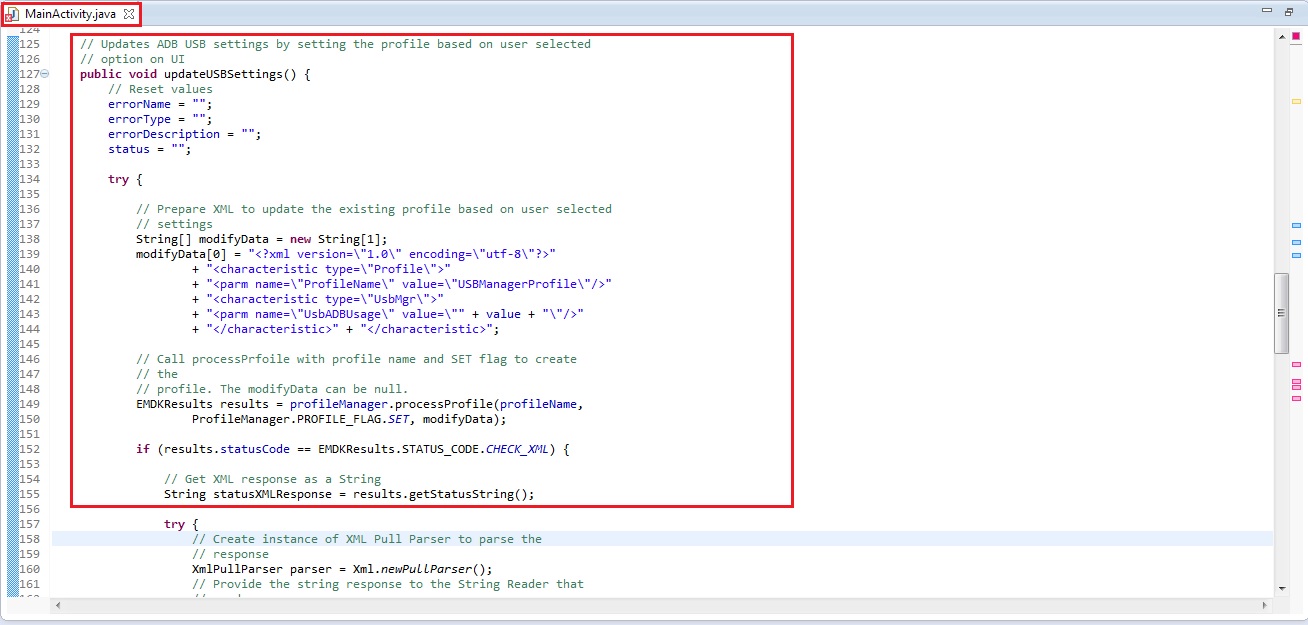 MainActivity.java
124
125 // Updates ADB USB settings by setting the profile based on user selected
126 // option on UI
127 public void updateUSBSettings() {
128 // Reset values
129 errorName = "";
130 errorType = "";
131 errorDescription = "";
132 status = "";
133
134 try {
135
136 // Prepare XML to update the existing profile based on user selected
137 // settings
138 String[] modifyData = new String[1];
139 modifyData[0] = "<?xml version=\"1.0\" encoding=\"utf-8\"?>"
140 + "<characteristic type=\"Profile\">"
141 + "<parm name=\"ProfileName\" value=\"USBManagerProfile\"/>"
142 + "<characteristic type=\"UsbMgr\">"
143 + "<parm name=\"UsbADBUsage\" value=\"" + value + "\"/>"
144 + "</characteristic>" + "</characteristic>";
145
146 // Call processPrfoile with profile name and SET flag to create
147 // the
148 // profile. The modifyData can be null.
149 EMDKResults results = profileManager.processProfile(profileName,
150 ProfileManager.PROFILE_FLAG.SET, modifyData);
151
152 if (results.statusCode == EMDKResults.STATUS_CODE.CHECK_XML) {
153
154 // Get XML response as a String
155 String statusXMLResponse = results.getStatusString();
156
157 try {
158 // Create instance of XML Pull Parser to parse the
159 // response
160 XmlPullParser parser = Xml.newPullParser();
161 // Provide the string response to the String Reader that